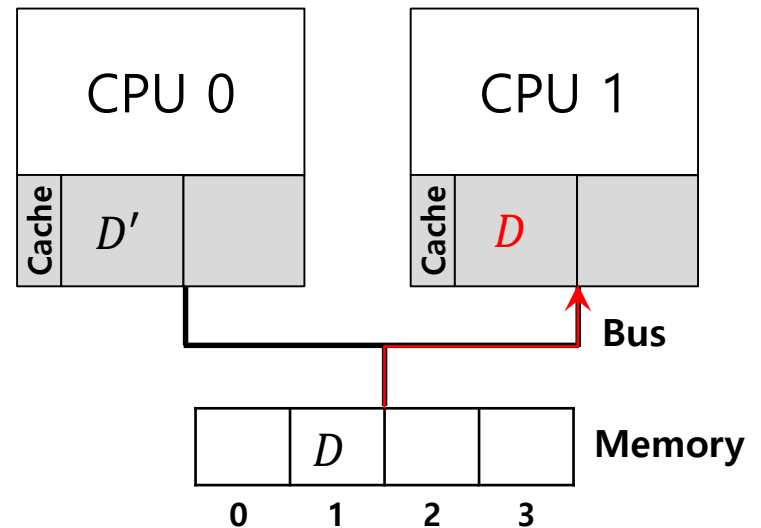 CPU 0
CPU 1
Cache
D′
Cache
D
Bus
D
Memory
0 1 2 3